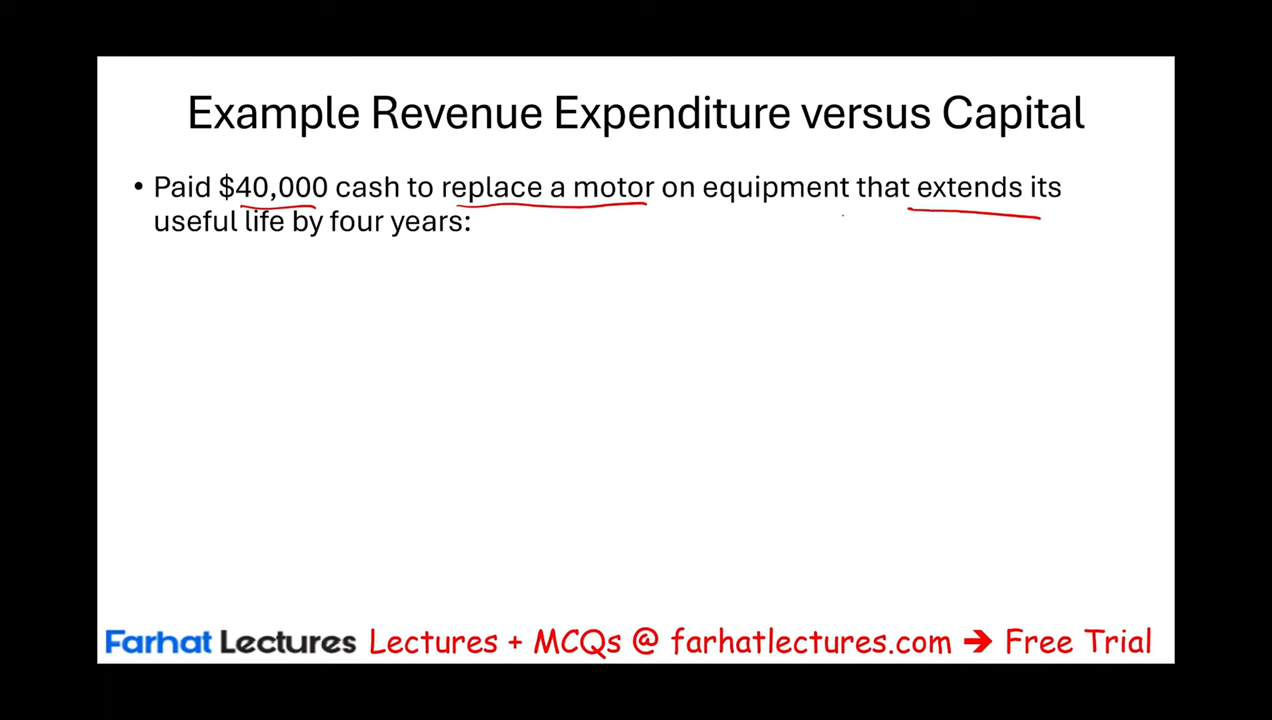 Example Revenue Expenditure versus Capital
• Paid $40,000 cash to replace a motor on equipment that extends its
useful life by four years:
Farhat Lectures Lectures + MCQs @ farhatlectures.com → Free Trial